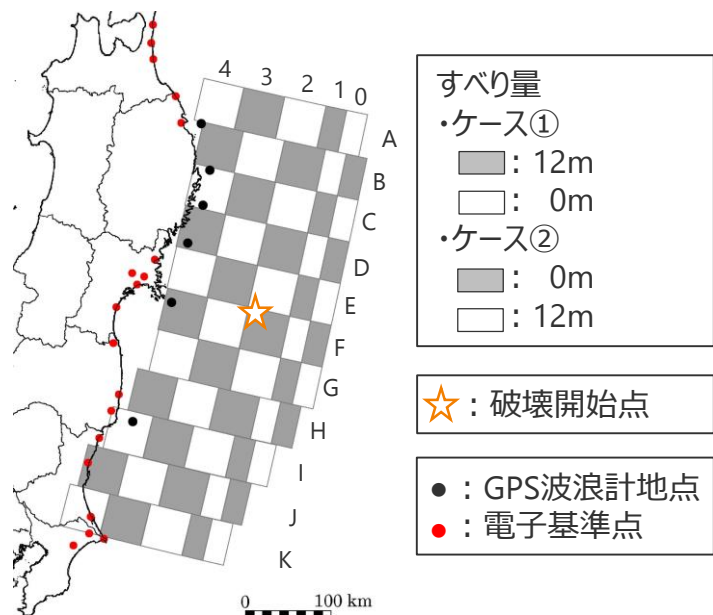 4
3
2
1
0
A
B
C
D
E
F
G
H
I
J
K
0 100 km
すべり量
・ケース①
: 12m
: 0m
・ケース②
: 0m
: 12m
: 破壊開始点
: GPS波浪計地点
: 電子基準点